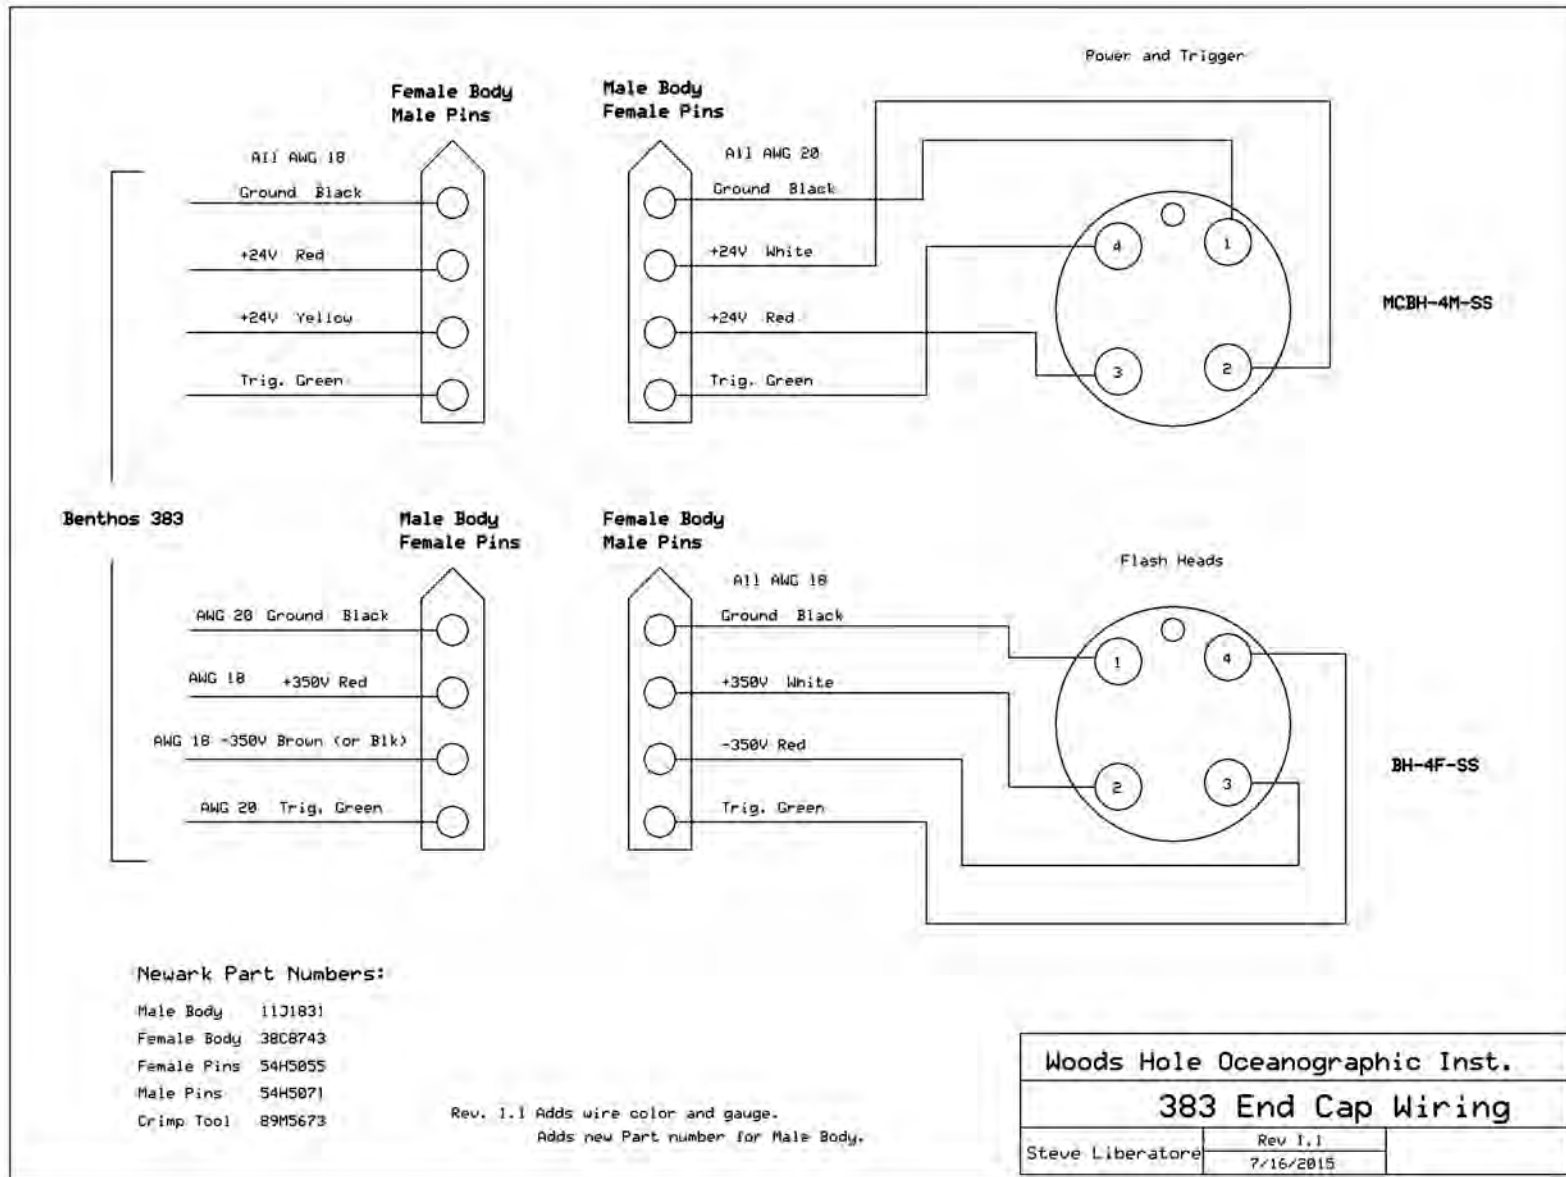 Power and Trigger
Female Body
Male Pins
Male Body
Female Pins
All AWG 18
Ground Black
+24V Red
+24V Yellow
Trig. Green
All AWG 20
Ground Black
+24V White
+24V Red
Trig. Green
4
1
3
2
MCBH-4M-SS
Benthos 383
Male Body
Female Pins
Female Body
Male Pins
Flash Heads
AWG 20 Ground Black
AWG 18 +350V Red
AWG 18 -350V Brown (or Blk)
AWG 20 Trig. Green
All AWG 18
Ground Black
+350V White
-350V Red
Trig. Green
1
4
2
3
BH-4F-SS
Newark Part Numbers:
Male Body 11J1831
Female Body 38C8743
Female Pins 54H5055
Male Pins 54H5071
Crimp Tool 89M5673
Rev. 1.1 Adds wire color and gauge.
Adds new Part number for Male Body.
Woods Hole Oceanographic Inst.
383 End Cap Wiring
Steve Liberatore
Rev 1.1
7/16/2015